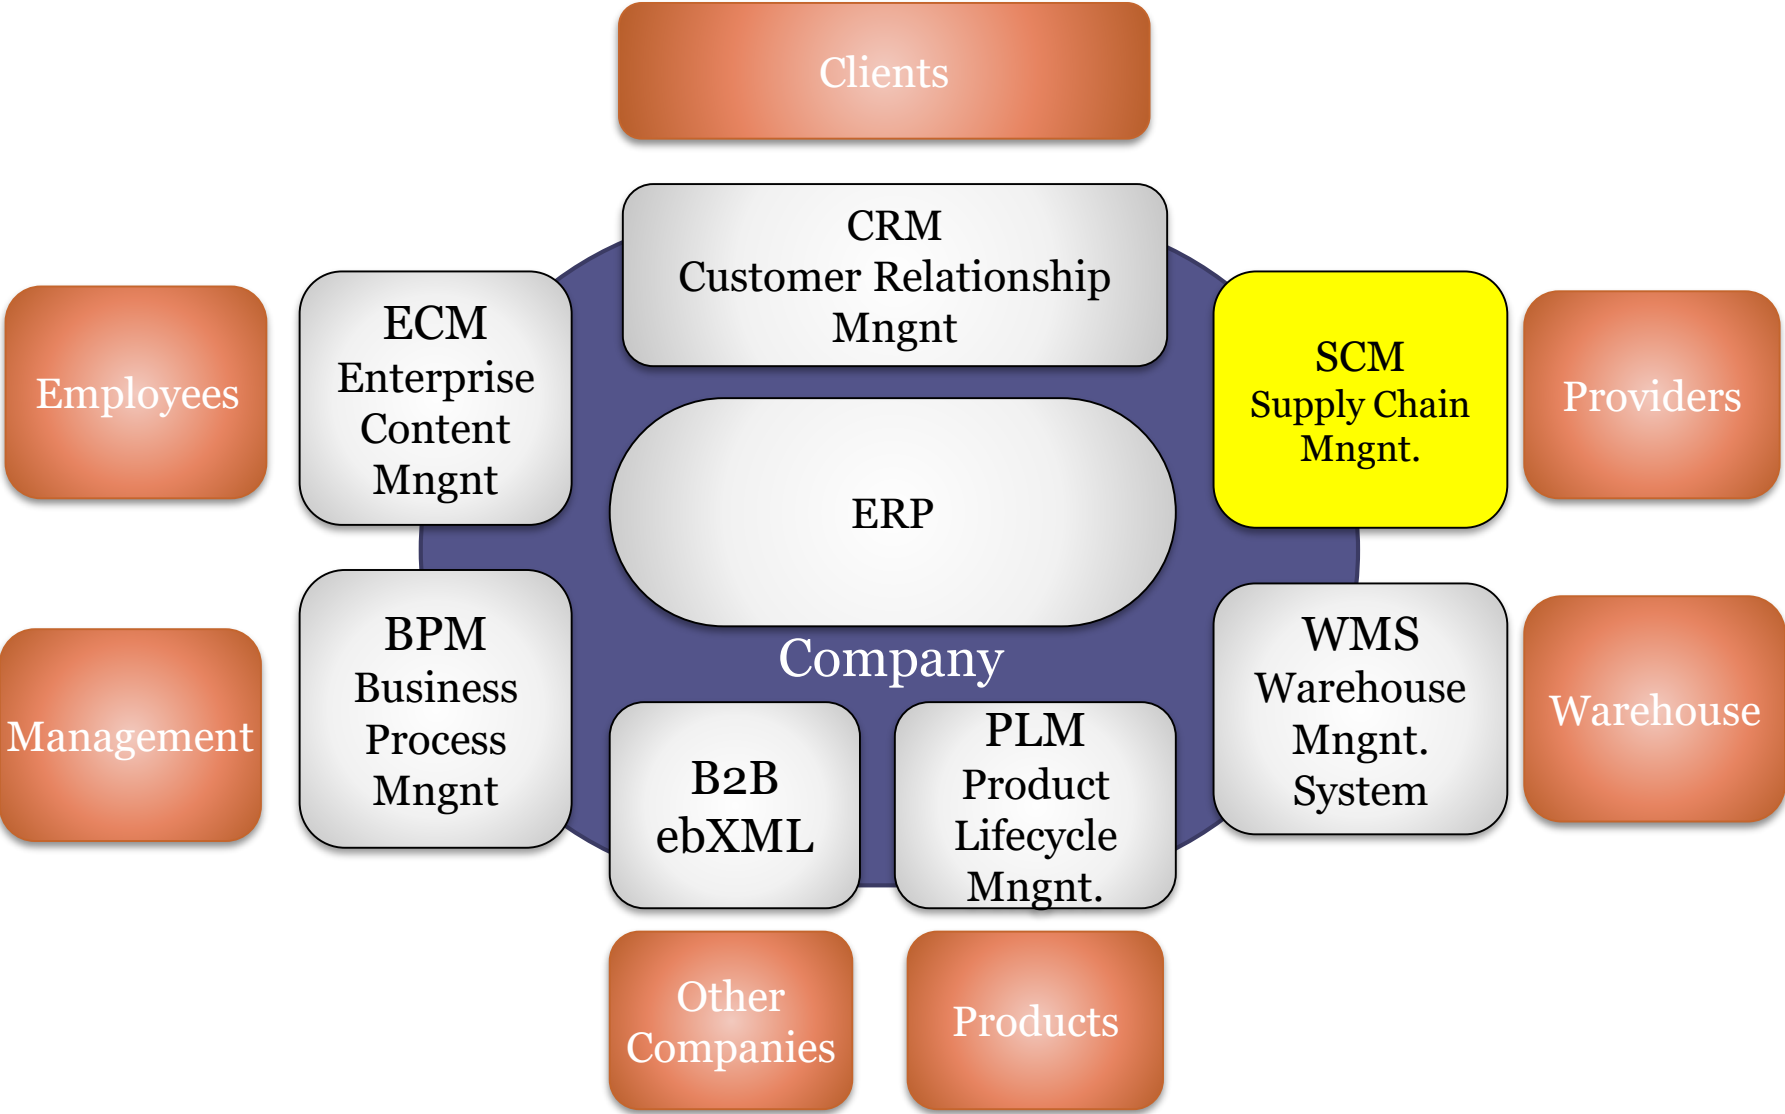 Clients
CRM
Customer Relationship
Mngnt
Employees
ECM
Enterprise
Content
Mngnt
SCM
Supply Chain
Mngnt.
Providers
ERP
Company
Management
BPM
Business
Process
Mngnt
B2B
ebXML
PLM
Product
Lifecycle
Mngnt.
WMS
Warehouse
Mngnt.
System
Warehouse
Other
Companies
Products